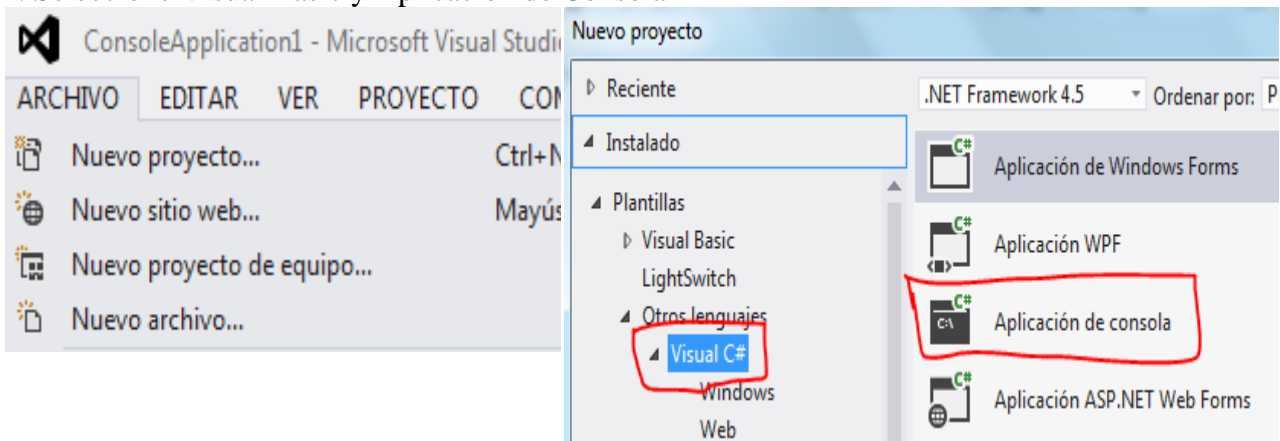 ConsoleApplication1 - Microsoft Visual Studio
ARCHIVO EDITAR VER PROYECTO
Nuevo proyecto... Ctrl+N
Nuevo sitio web...
Nuevo proyecto de equipo...
Nuevo archivo...
Nuevo proyecto
Reciente
Instalado
Plantillas
Visual Basic
LightSwitch
Otros lenguajes
Visual C#
Windows
Web
.NET Framework 4.5 Ordenar por: P
C#
Aplicación de Windows Forms
C#
Aplicación WPF
C#
C:\
Aplicación de consola
C#
Aplicación ASP.NET Web Forms